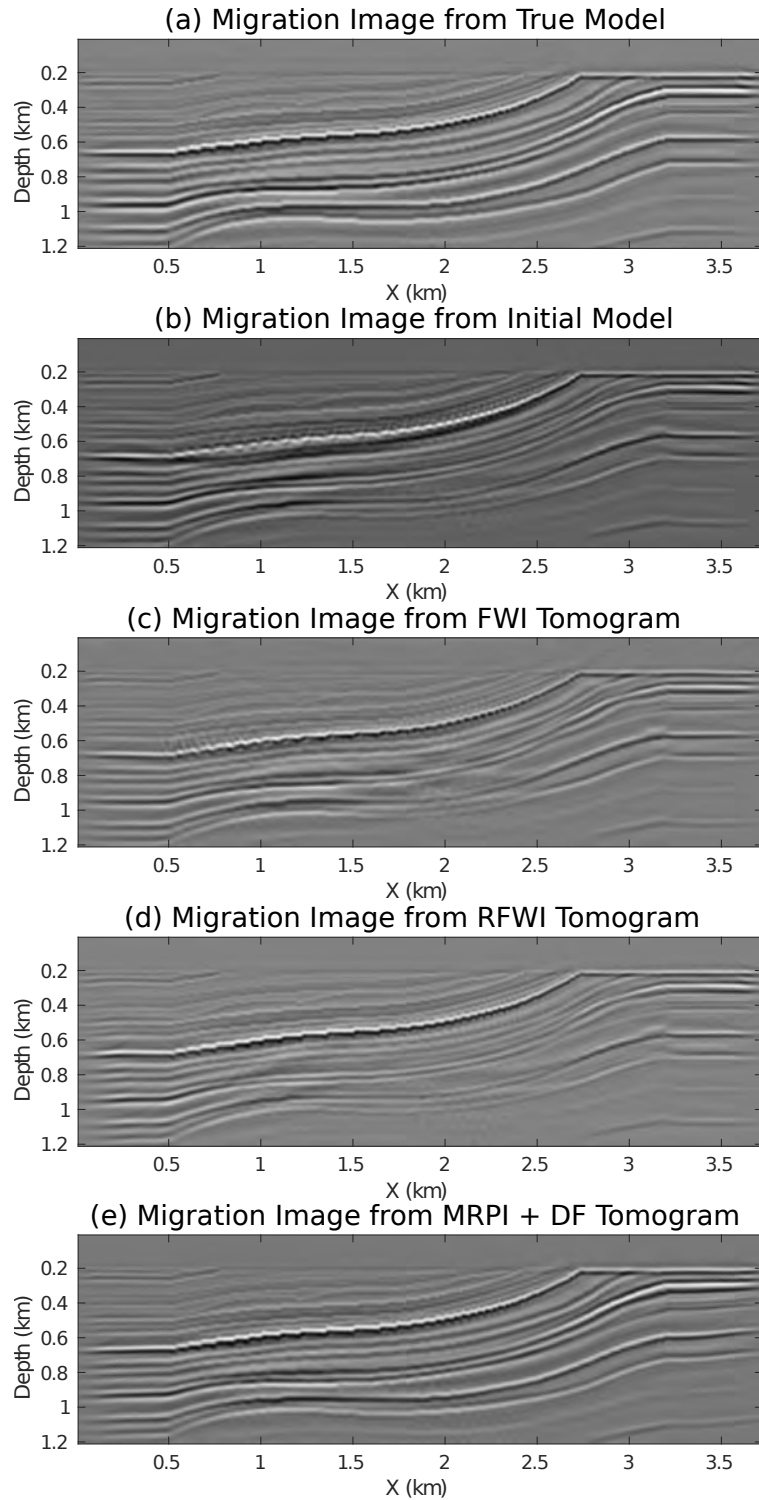 (a) Migration Image from True Model
Depth (km)
0.2
0.4
0.6
0.8
1
1.2
0.5 1 1.5 2 2.5 3 3.5
X (km)
(b) Migration Image from Initial Model
Depth (km)
0.2
0.4
0.6
0.8
1
1.2
0.5 1 1.5 2 2.5 3 3.5
X (km)
(c) Migration Image from FWI Tomogram
Depth (km)
0.2
0.4
0.6
0.8
1
1.2
0.5 1 1.5 2 2.5 3 3.5
X (km)
(d) Migration Image from RFWI Tomogram
Depth (km)
0.2
0.4
0.6
0.8
1
1.2
0.5 1 1.5 2 2.5 3 3.5
X (km)
(e) Migration Image from MRPI + DF Tomogram
Depth (km)
0.2
0.4
0.6
0.8
1
1.2
0.5 1 1.5 2 2.5 3 3.5
X (km)